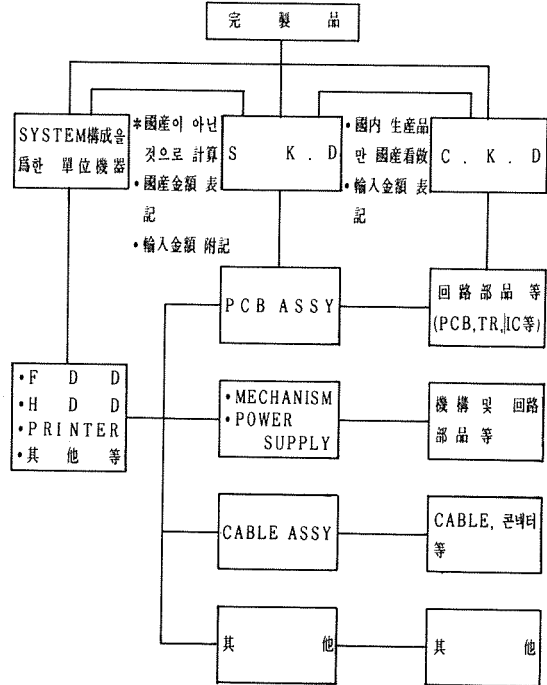 完 製 品
SYSTEM構成을
爲한 單位機器
*國産이 아닌
것으로 計算
•國産金額 表
記
•輸入金額 附記
S K . D
•國内 生産品
만 國産看做
•輸入金額 表
記
C . K . D
PCB ASSY
回路部品 等
(PCB,TR,IC等)
•F D D
•H D D
•PRINTER
•其 他 等
•MECHANISM
•POWER
SUPPLY
機構 및 回路
部品 等
CABLE ASSY
CABLE, 콘넥터
等
其 他
其 他